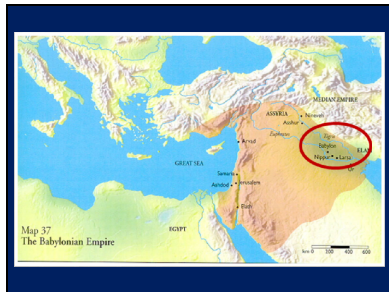 MEDIAN EMPIRE
ASSYRIA
Nineveh
Asshur
Euphrates
Tigris
Babylon
ELAM
Nippur
Larsa
Ur
Arvad
GREAT SEA
Samaria
Jerusalem
Ashdod
Elath
EGYPT
Map 37
The Babylonian Empire
km 0 200 400 600